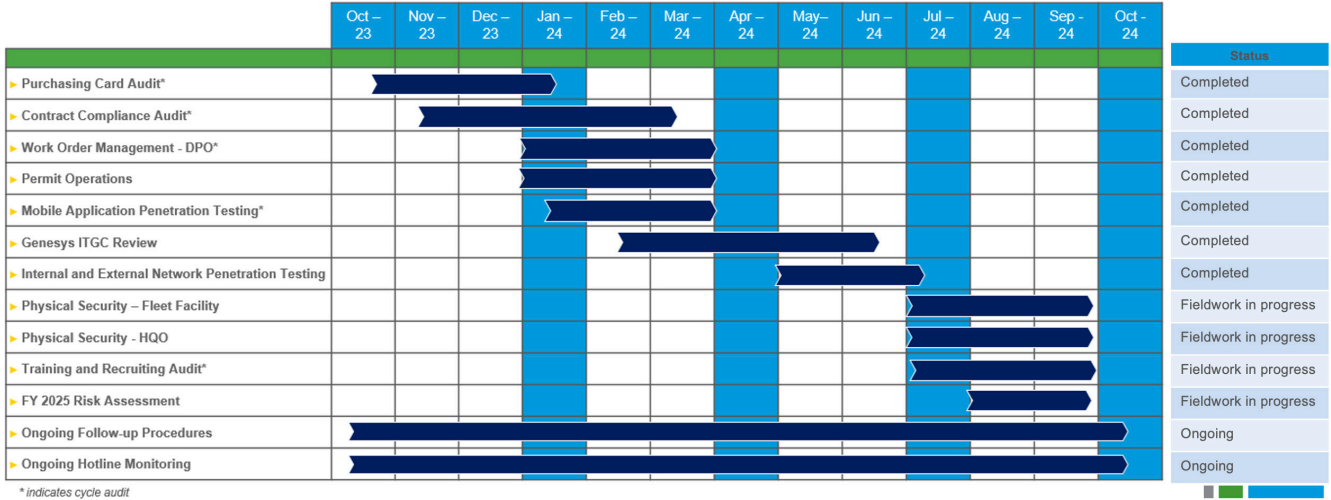 Oct – Nov – Dec – Jan – Feb – Mar – Apr – May– Jun – Jul – Aug – Sep - Oct -
23 23 23 24 24 24 24 24 24 24 24 24 24
Status
Purchasing Card Audit* Completed
Contract Compliance Audit* Completed
Work Order Management - DPO* Completed
Permit Operations Completed
Mobile Application Penetration Testing* Completed
Genesys ITGC Review Completed
Internal and External Network Penetration Testing Completed
Physical Security – Fleet Facility Fieldwork in progress
Physical Security - HQO Fieldwork in progress
Training and Recruiting Audit* Fieldwork in progress
FY 2025 Risk Assessment Fieldwork in progress
Ongoing Follow-up Procedures Ongoing
Ongoing Hotline Monitoring Ongoing
* indicates cycle audit